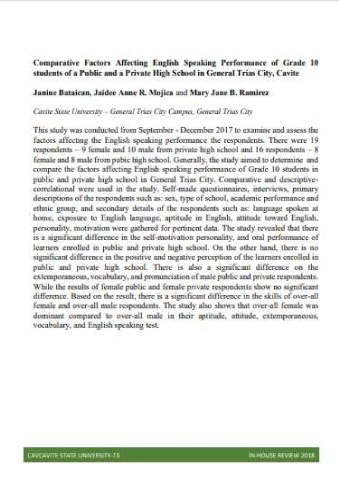 Comparative Factors Affecting English Speaking Performance of Grade 10
students of a Public and a Private High School in General Trias City, Cavite
Janine Bataican, Jaidee Anne R. Mojica and Mary Jane B. Ramirez
Cavite State University – General Trias City Campus, General Trias City
This study was conducted from September - December 2017 to examine and assess the
factors affecting the English speaking performance the respondents. There were 19
respondents – 9 female and 10 male from private high school and 16 respondents – 8
female and 8 male from pubic high school. Generally, the study aimed to determine and
compare the factors affecting English speaking performance of Grade 10 students in
public and private high school in General Trias City. Comparative and descriptive-
correlational were used in the study. Self-made questionnaires, interviews, primary
descriptions of the respondents such as: sex, type of school, academic performance and
ethnic group, and secondary details of the respondents such as: language spoken at
home, exposure to English language, aptitude in English, attitude toward English,
personality, motivation were gathered for pertinent data. The study revealed that there
is a significant difference in the self-motivation personality, and oral performance of
learners enrolled in public and private high school. On the other hand, there is no
significant difference in the positive and negative perception of the learners enrolled in
public and private high school. There is also a significant difference on the
extemporaneous, vocabulary, and pronunciation of male public and private respondents.
While the results of female public and female private respondents show no significant
difference. Based on the result, there is a significant difference in the skills of over-all
female and over-all male respondents. The study also shows that over-all female was
dominant compared to over-all male in their aptitude, attitude, extemporaneous,
vocabulary, and English speaking test.
CAVCAVITE STATE UNIVERSITY-73 IN-HOUSE REVIEW 2018